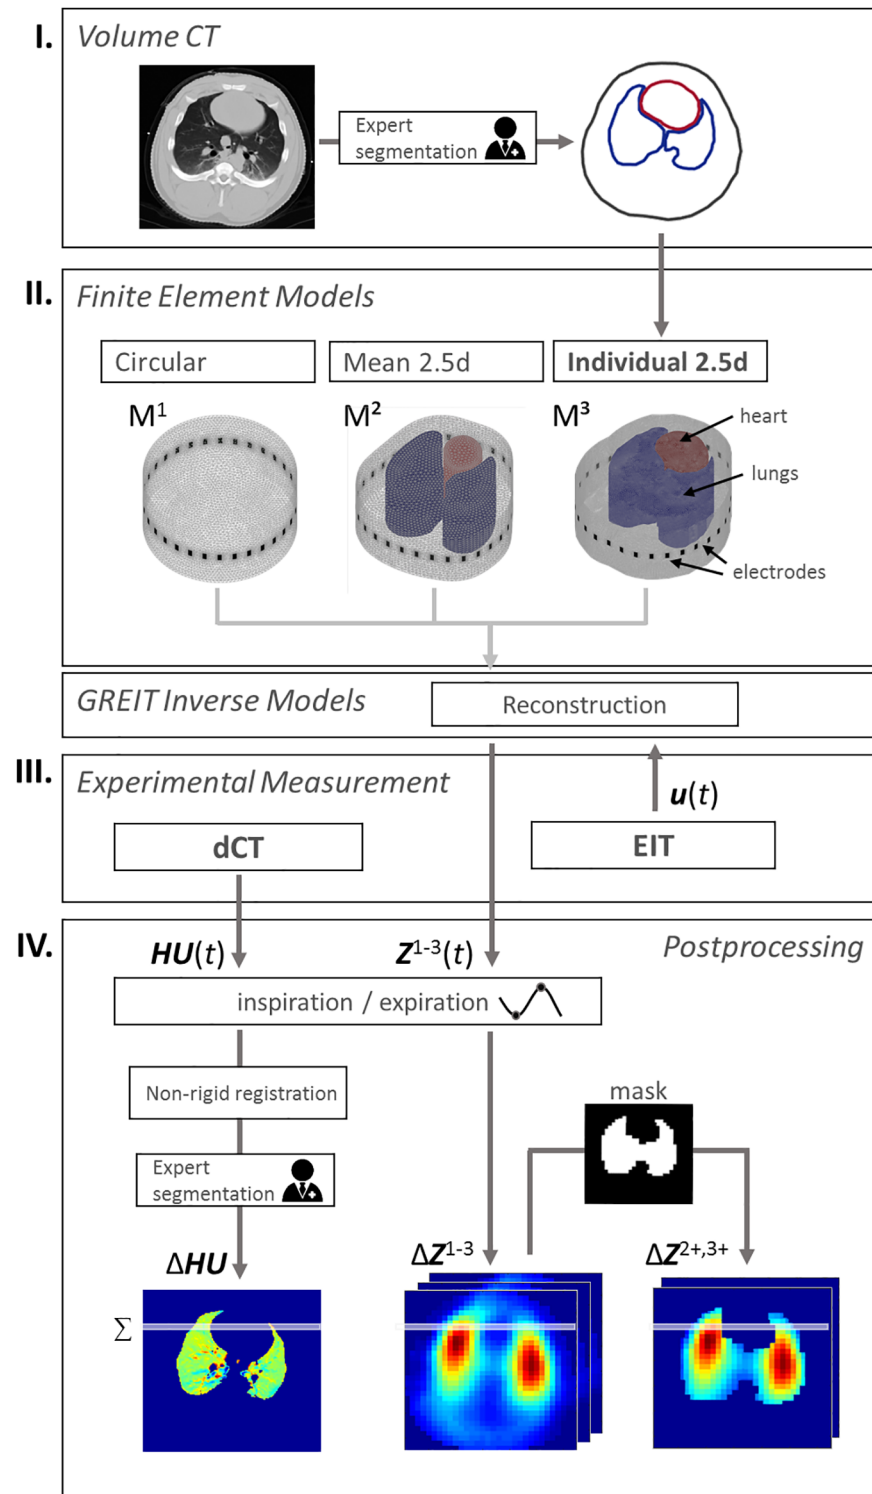 I.
Volume CT
Expert
segmentation
II.
Finite Element Models
Circular
Mean 2.5d
Individual 2.5d
M¹
M²
M³
heart
lungs
electrodes
GREIT Inverse Models
Reconstruction
III.
Experimental Measurement
u(t)
dCT
EIT
IV.
Postprocessing
HU(t)
Z¹⁻³(t)
inspiration / expiration
Non-rigid registration
mask
Expert
segmentation
ΔHU
ΔZ¹⁻³
ΔZ²⁺,³⁺
Σ